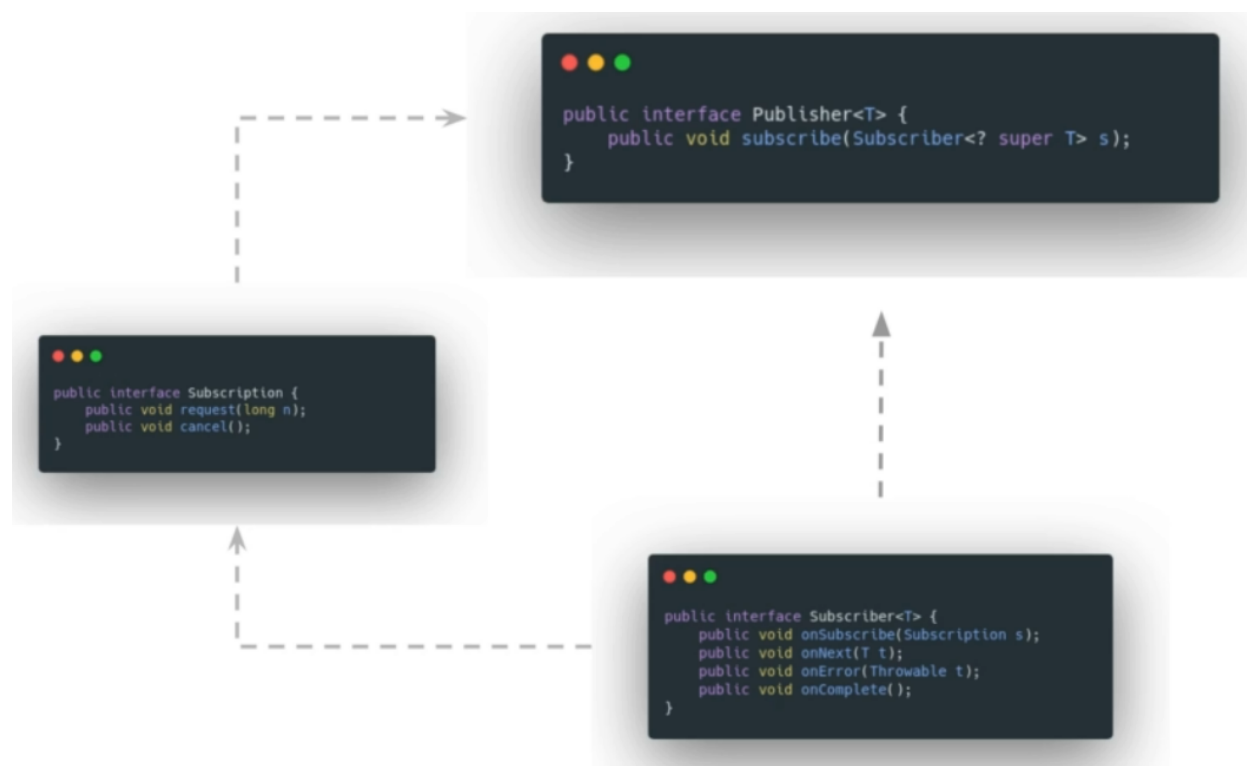 public interface Publisher<T> {
    public void subscribe(Subscriber<? super T> s);
}
public interface Subscription {
    public void request(long n);
    public void cancel();
}
public interface Subscriber<T> {
    public void onSubscribe(Subscription s);
    public void onNext(T t);
    public void onError(Throwable t);
    public void onComplete();
}